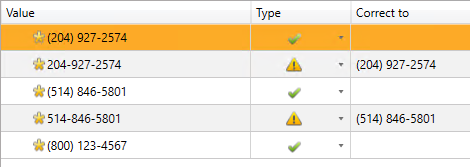 Value Type Correct to
(204) 927-2574
204-927-2574 (204) 927-2574
(514) 846-5801
514-846-5801 (514) 846-5801
(800) 123-4567